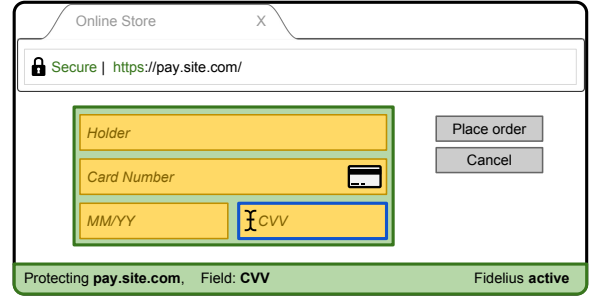 Online Store X
Secure | https://pay.site.com/
Holder
Place order
Card Number
Cancel
MM/YY
CVV
Protecting pay.site.com, Field: CVV Fidelius active